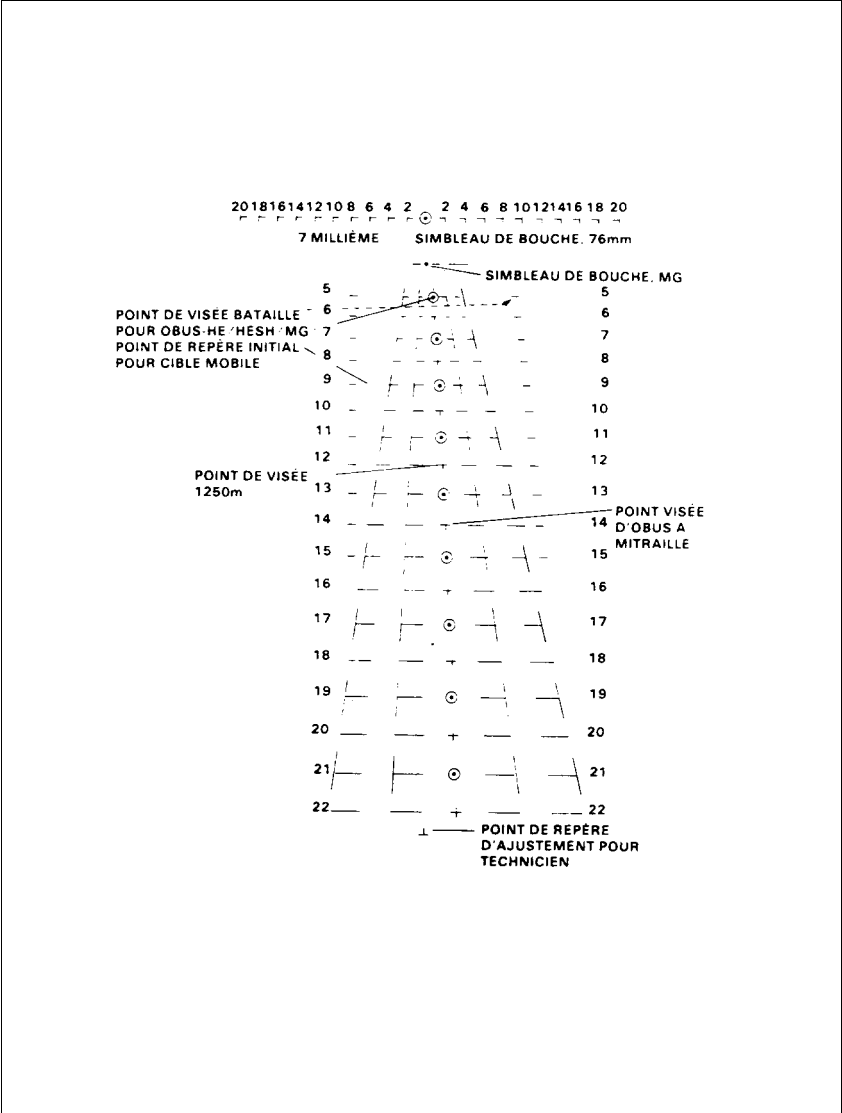 20 18 16 14 12 10 8 6 4 2 2 4 6 8 10 12 14 16 18 20
7 MILLIÉME SIMBLEAU DE BOUCHE. 76mm
SIMBLEAU DE BOUCHE. MG
5 5
6 6
POINT DE VISÉE BATAILLE
POUR OBUS-HE/HESH/MG
POINT DE REPÈRE INITIAL
POUR CIBLE MOBILE
7 7
8 8
9 9
10 10
11 11
12 12
POINT DE VISÉE
1250m
13 13
14 14
POINT VISÉE
D'OBUS A
MITRAILLE
15 15
16 16
17 17
18 18
19 19
20 20
21 21
22 22
POINT DE REPÈRE
D'AJUSTEMENT POUR
TECHNICIEN